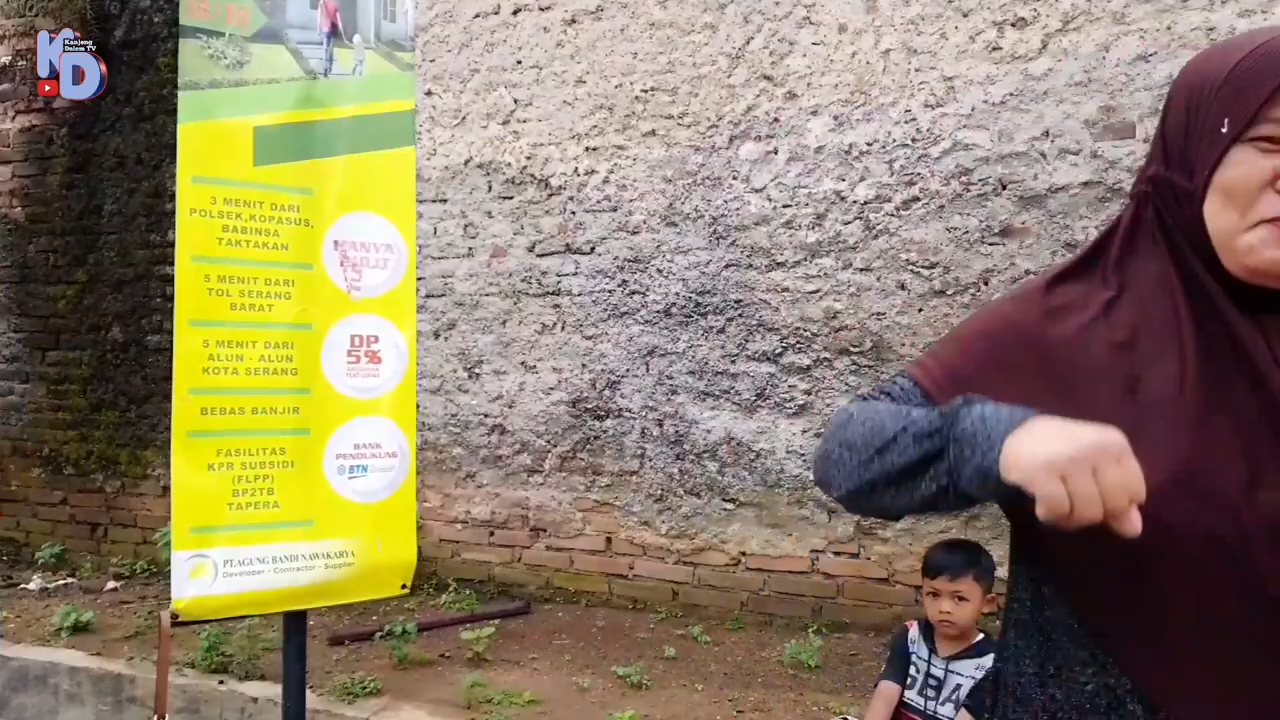 KD
Kanjeng
Dalem TV
3 MENIT DARI
POLSEK,KOPASUS,
BABINSA
TAKTAKAN
5 MENIT DARI
TOL SERANG
BARAT
5 MENIT DARI
ALUN - ALUN
KOTA SERANG
BEBAS BANJIR
FASILITAS
KPR SUBSIDI
(FLPP)
BP2TB
TAPERA
HANYA
DP
5%
BANK
PENDUKUNG
BTN
PT.AGUNG BANDI NAWAKARYA
Developer - Contractor - Supplier